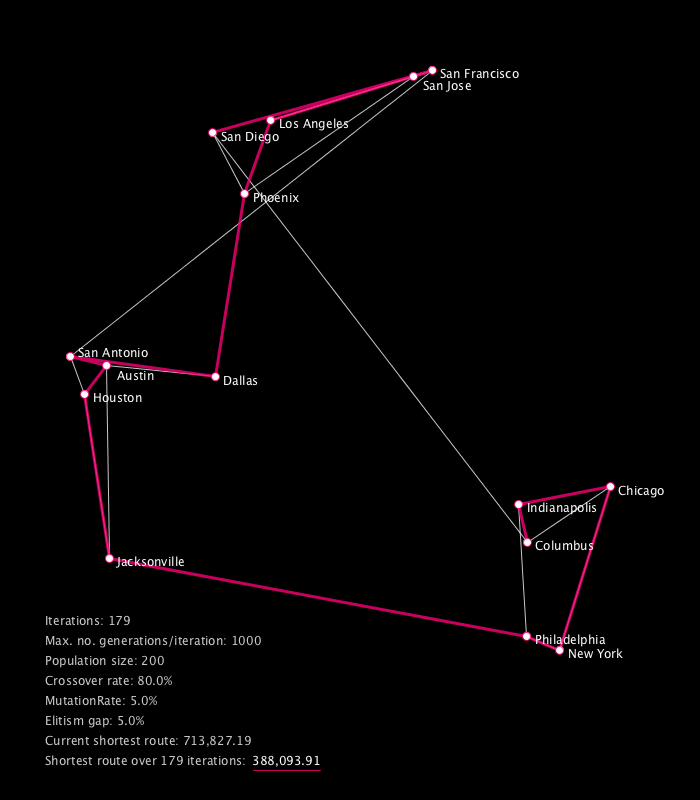 San Francisco
San Jose
Los Angeles
San Diego
Phoenix
San Antonio
Austin
Dallas
Houston
Chicago
Indianapolis
Columbus
Jacksonville
Philadelphia
New York
Iterations: 179
Max. no. generations/iteration: 1000
Population size: 200
Crossover rate: 80.0%
MutationRate: 5.0%
Elitism gap: 5.0%
Current shortest route: 713,827.19
Shortest route over 179 iterations: 388,093.91